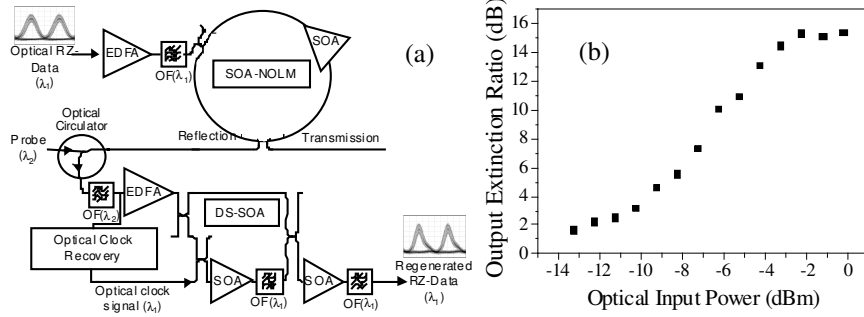 Optical RZ-
Data
(λ1)
EDFA
OF(λ1)
SOA
SOA-NOLM
(a)
Optical
Circulator
Reflection
Transmission
Probe
(λ2)
OF(λ2)
EDFA
DS-SOA
Optical Clock
Recovery
Optical clock
signal (λ1)
SOA
OF(λ1)
SOA
OF(λ1)
Regenerated
RZ-Data
(λ1)
(b)
Output Extinction Ratio (dB)
16
14
12
10
8
6
4
2
0
-14 -12 -10 -8 -6 -4 -2 0
Optical Input Power (dBm)